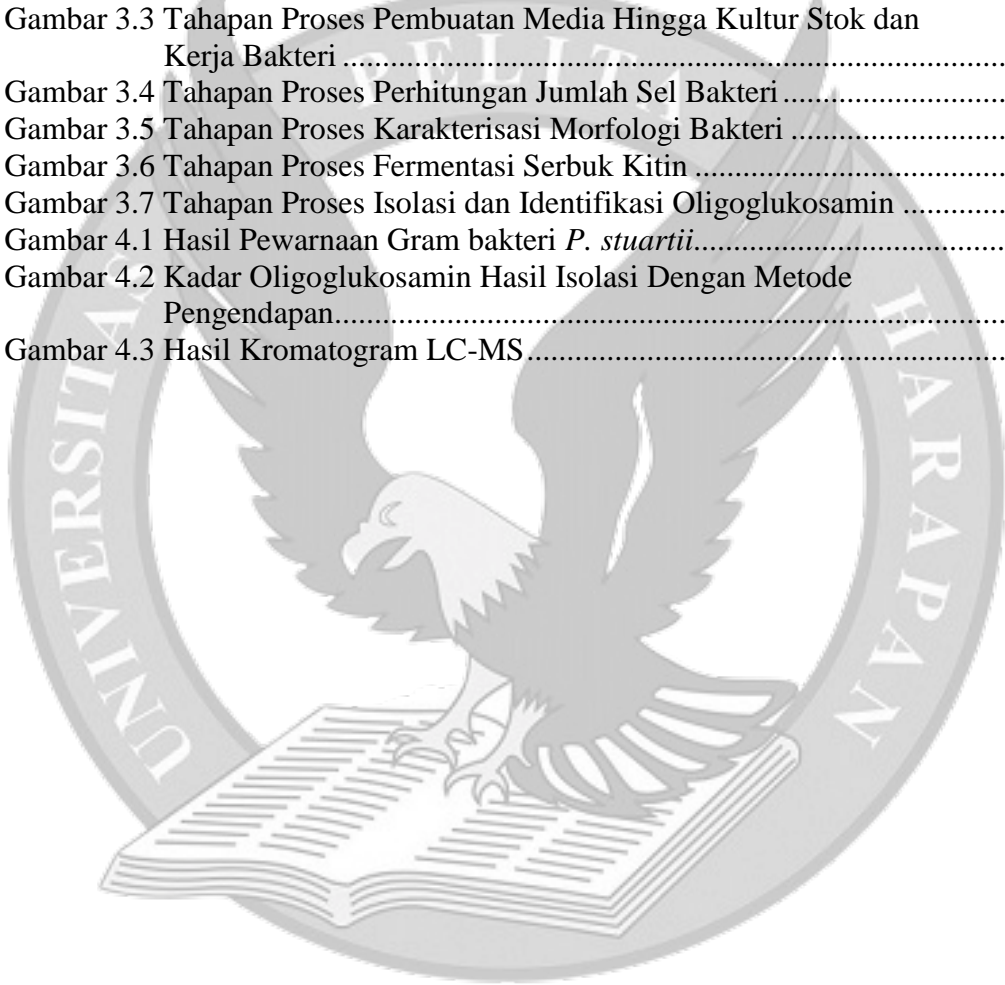 Gambar 3.3 Tahapan Proses Pembuatan Media Hingga Kultur Stok dan
Kerja Bakteri ........................................................................
Gambar 3.4 Tahapan Proses Perhitungan Jumlah Sel Bakteri ........................
Gambar 3.5 Tahapan Proses Karakterisasi Morfologi Bakteri .......................
Gambar 3.6 Tahapan Proses Fermentasi Serbuk Kitin ..................................
Gambar 3.7 Tahapan Proses Isolasi dan Identifikasi Oligoglukosamin ...........
Gambar 4.1 Hasil Pewarnaan Gram bakteri P. stuartii..................................
Gambar 4.2 Kadar Oligoglukosamin Hasil Isolasi Dengan Metode
Pengendapan.........................................................................
Gambar 4.3 Hasil Kromatogram LC-MS ....................................................
UNIVERSITAS PELITA HARAPAN